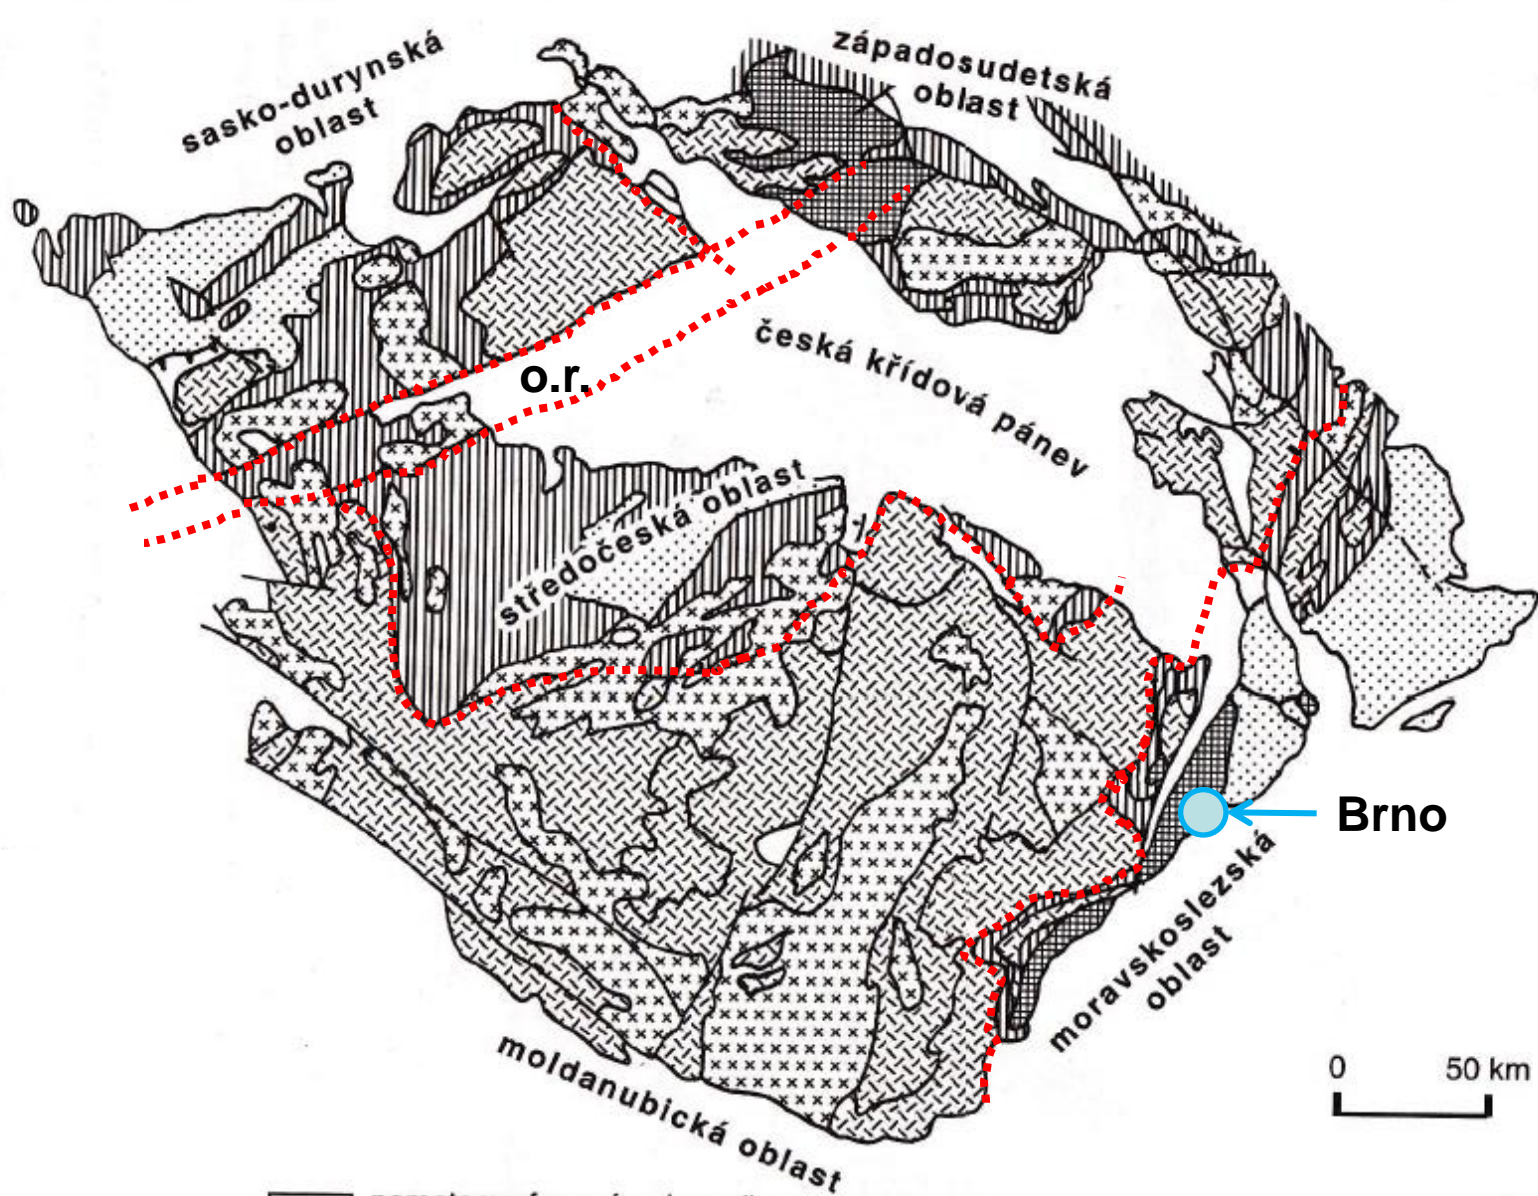 sasko-durynská
oblast
západosudetská
oblast
o.r.
česká křídová pánev
středočeská oblast
Brno
moravskoslezská
oblast
moldanubická oblast
0 50 km